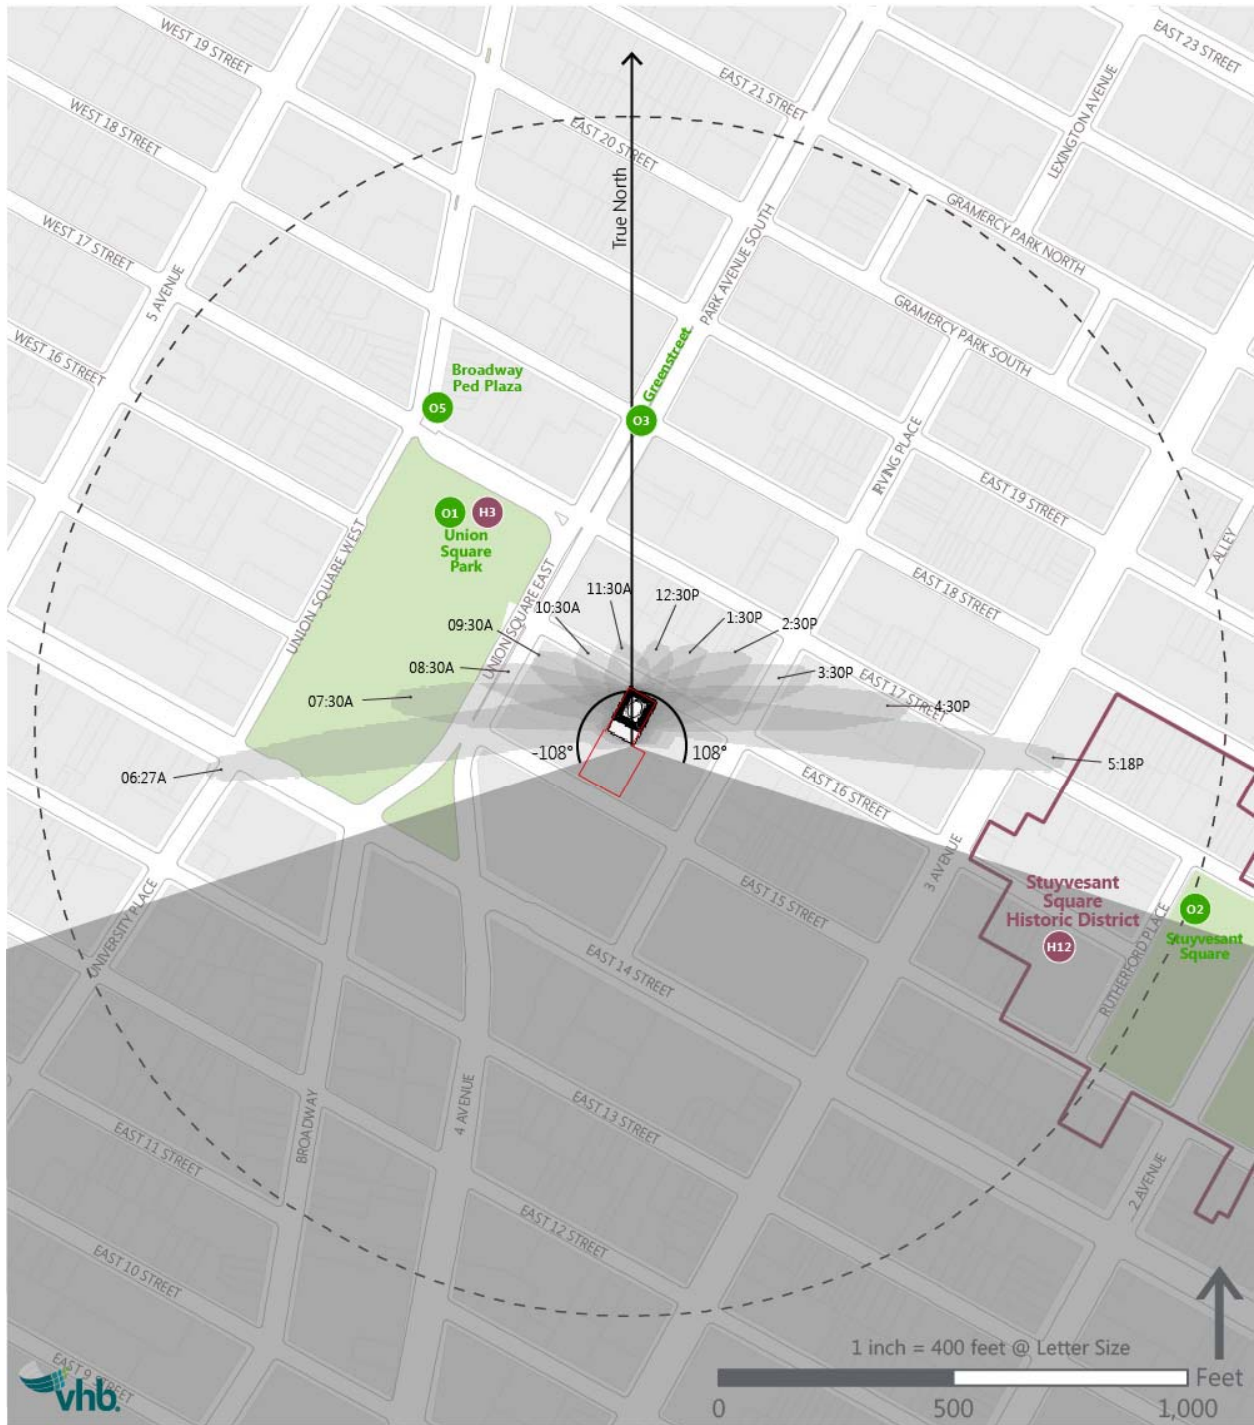 WEST 19 STREET
EAST 23 STREET
WEST 18 STREET
EAST 21 STREET
LEXINGTON AVENUE
EAST 20 STREET
True North
WEST 17 STREET
GRAMERCY PARK NORTH
5 AVENUE
PARK AVENUE SOUTH
GRAMERCY PARK SOUTH
WEST 16 STREET
Broadway
Ped Plaza
Greenstreet
O5
O3
IRVING PLACE
EAST 19 STREET
O1
H3
Union
Square
Park
UNION SQUARE WEST
UNION SQUARE EAST
ALLEY
EAST 18 STREET
11:30A
12:30P
10:30A
1:30P
09:30A
2:30P
08:30A
3:30P
EAST 17 STREET
07:30A
4:30P
-108°
108°
06:27A
5:18P
EAST 16 STREET
3 AVENUE
EAST 15 STREET
Stuyvesant
Square
Historic District
H12
O2
Stuyvesant
Square
RUTHERFORD PLACE
UNIVERSITY PLACE
EAST 14 STREET
4 AVENUE
BROADWAY
EAST 13 STREET
EAST 11 STREET
2 AVENUE
EAST 12 STREET
EAST 10 STREET
EAST 9 STREET
vhb.
1 inch = 400 feet @ Letter Size
Feet
0
500
1,000